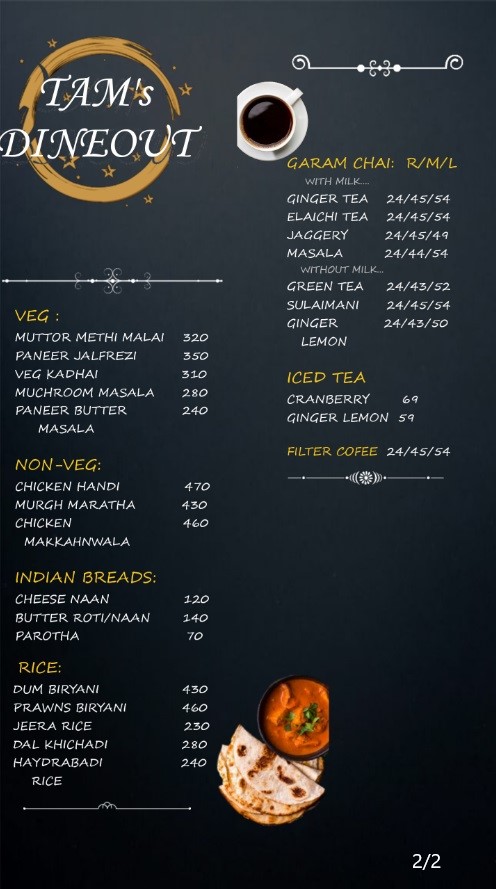 TAM's
DINEOUT
VEG :
MUTTOR METHI MALAI 320
PANEER JALFREZI 350
VEG KADHAI 310
MUCHROOM MASALA 280
PANEER BUTTER 240
MASALA
NON-VEG:
CHICKEN HANDI 470
MURGH MARATHA 430
CHICKEN 460
MAKKAHNWALA
INDIAN BREADS:
CHEESE NAAN 120
BUTTER ROTI/NAAN 140
PAROTHA 70
RICE:
DUM BIRYANI 430
PRAWNS BIRYANI 460
JEERA RICE 230
DAL KHICHADI 280
HAYDRABADI 240
RICE
GARAM CHAI: R/M/L
WITH MILK....
GINGER TEA 24/45/54
ELAICHI TEA 24/45/54
JAGGERY 24/45/49
MASALA 24/44/54
WITHOUT MILK...
GREEN TEA 24/43/52
SULAIMANI 24/45/54
GINGER 24/43/50
LEMON
ICED TEA
CRANBERRY 69
GINGER LEMON 59
FILTER COFEE 24/45/54
2/2